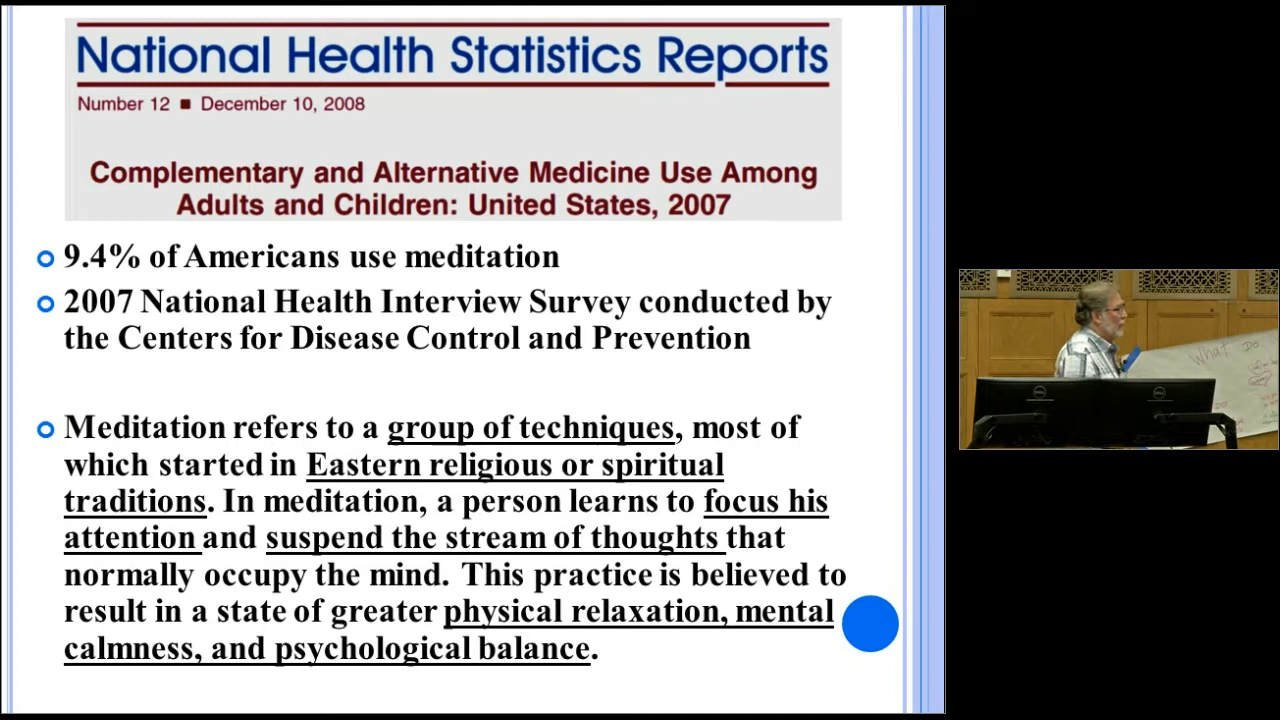 National Health Statistics Reports
Number 12 ■ December 10, 2008
Complementary and Alternative Medicine Use Among
Adults and Children: United States, 2007
9.4% of Americans use meditation
2007 National Health Interview Survey conducted by
the Centers for Disease Control and Prevention
Meditation refers to a group of techniques, most of
which started in Eastern religious or spiritual
traditions. In meditation, a person learns to focus his
attention and suspend the stream of thoughts that
normally occupy the mind. This practice is believed to
result in a state of greater physical relaxation, mental
calmness, and psychological balance.
What Do
DELL
DELL